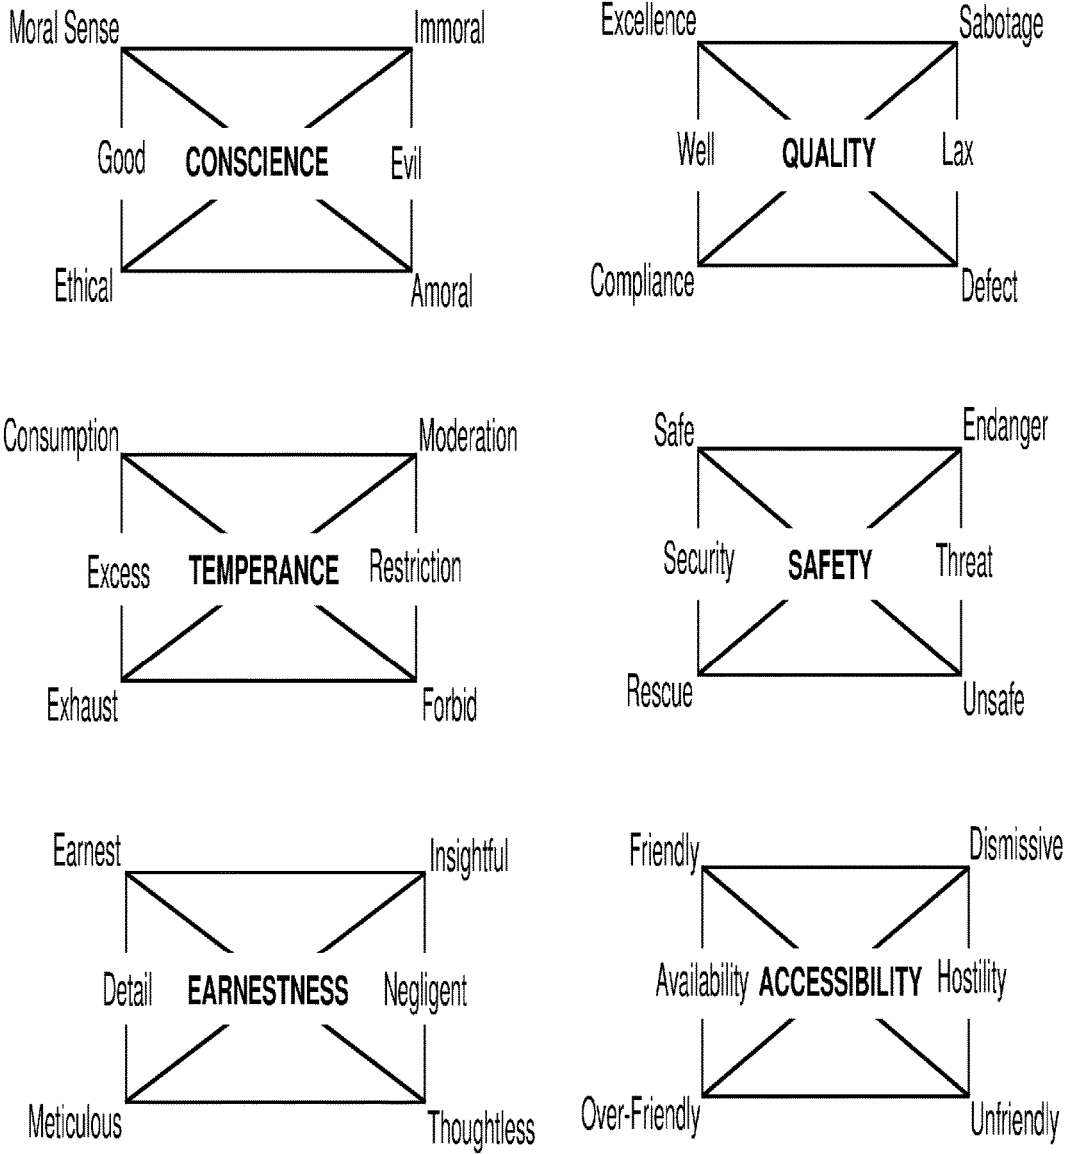 Moral Sense
Immoral
Good
CONSCIENCE
Evil
Ethical
Amoral
Excellence
Sabotage
Well
QUALITY
Lax
Compliance
Defect
Consumption
Moderation
Excess
TEMPERANCE
Restriction
Exhaust
Forbid
Safe
Endanger
Security
SAFETY
Threat
Rescue
Unsafe
Earnest
Insightful
Detail
EARNESTNESS
Negligent
Meticulous
Thoughtless
Friendly
Dismissive
Availability
ACCESSIBILITY
Hostility
Over-Friendly
Unfriendly